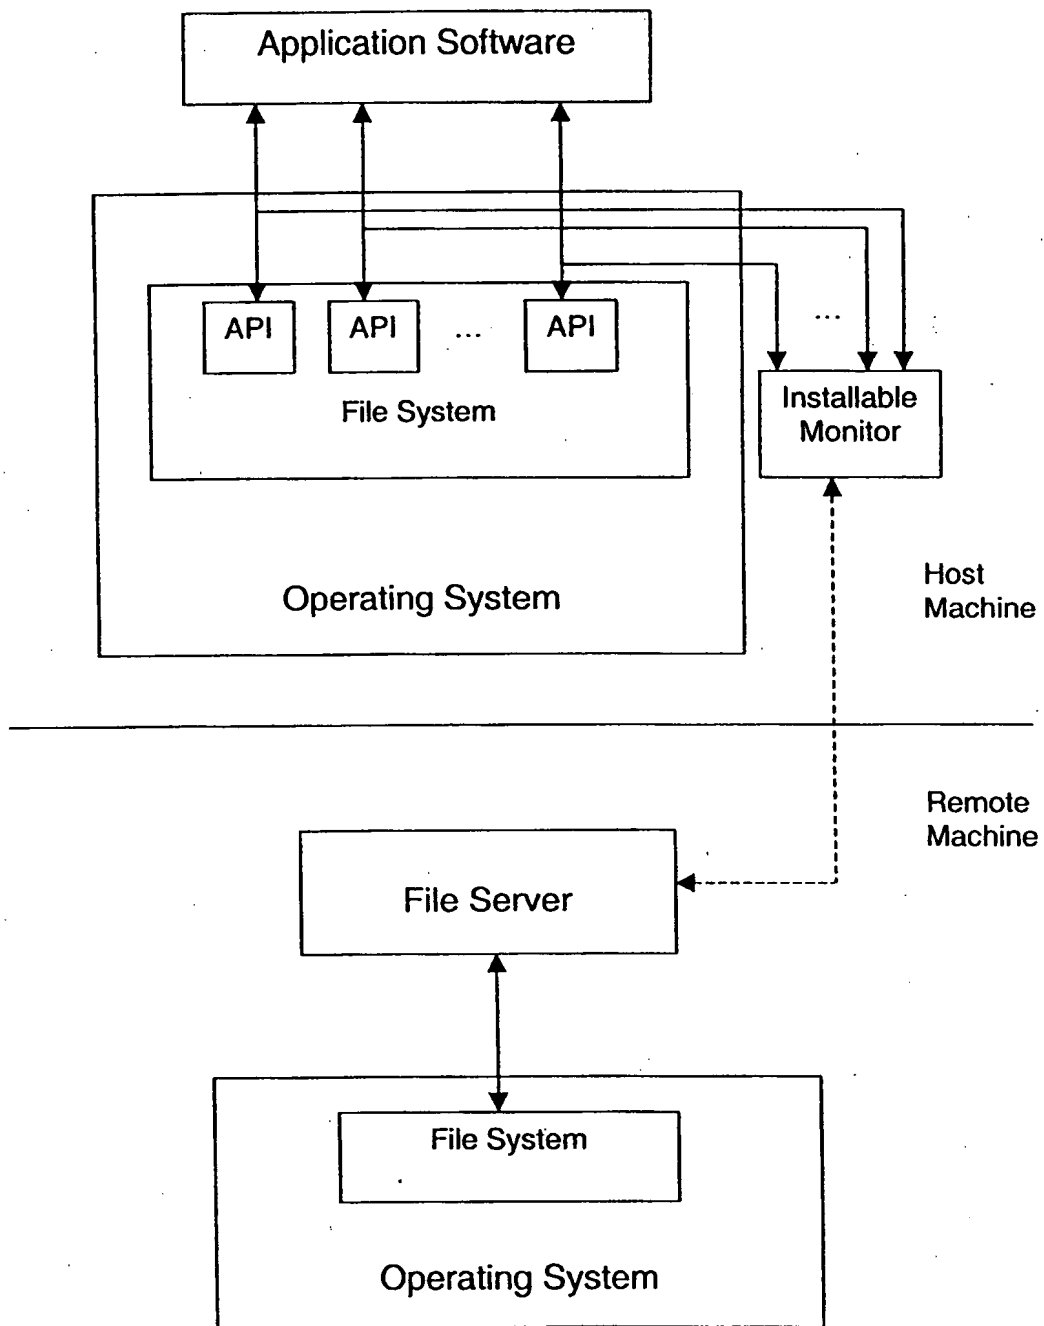 Application Software
API
API
...
API
...
File System
Installable
Monitor
Operating System
Host
Machine
Remote
Machine
File Server
File System
Operating System